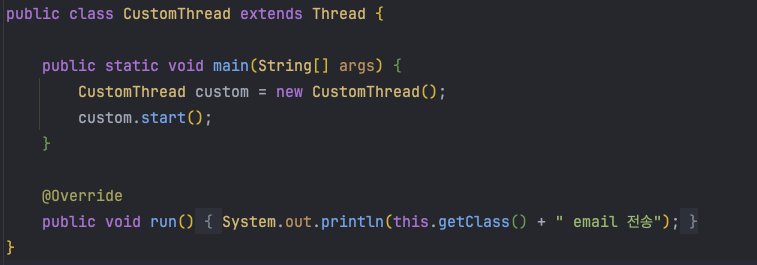 public class CustomThread extends Thread {
public static void main(String[] args) {
CustomThread custom = new CustomThread();
custom.start();
}
@Override
public void run() { System.out.println(this.getClass() + " email 전송"); }
}